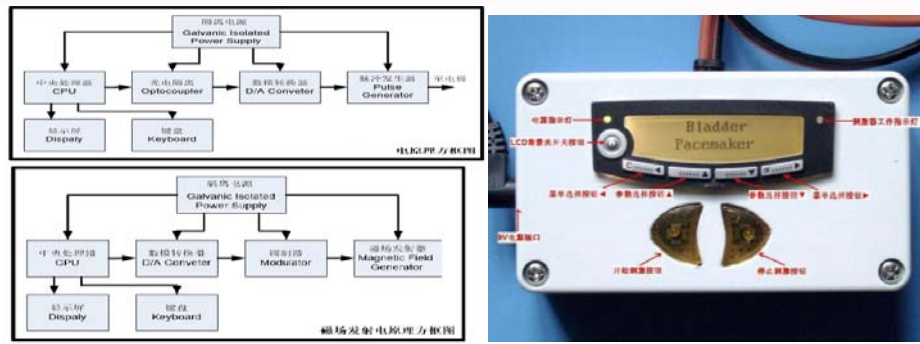 隔离电源
Galvanic Isolated
Power Supply
中央处理器
CPU
光电隔离
Optocoupler
数模转换器
D/A Conveter
脉冲发生器
Pulse
Generator
至电极
显示屏
Dispaly
键盘
Keyboard
电原理方框图
隔离电源
Galvanic Isolated
Power Supply
中央处理器
CPU
数模转换器
D/A Conveter
调制器
Modulator
磁场发射器
Magnetic Field
Generator
显示屏
Dispaly
键盘
Keyboard
磁场发射电原理方框图
电源指示灯
Bladder
Pacemaker
刺激器工作指示灯
LCD背景光开关按钮
菜单选择按钮◀
参数选择按钮▲
参数选择按钮▼
菜单选择按钮▶
9V电源接口
开始刺激按钮
停止刺激按钮